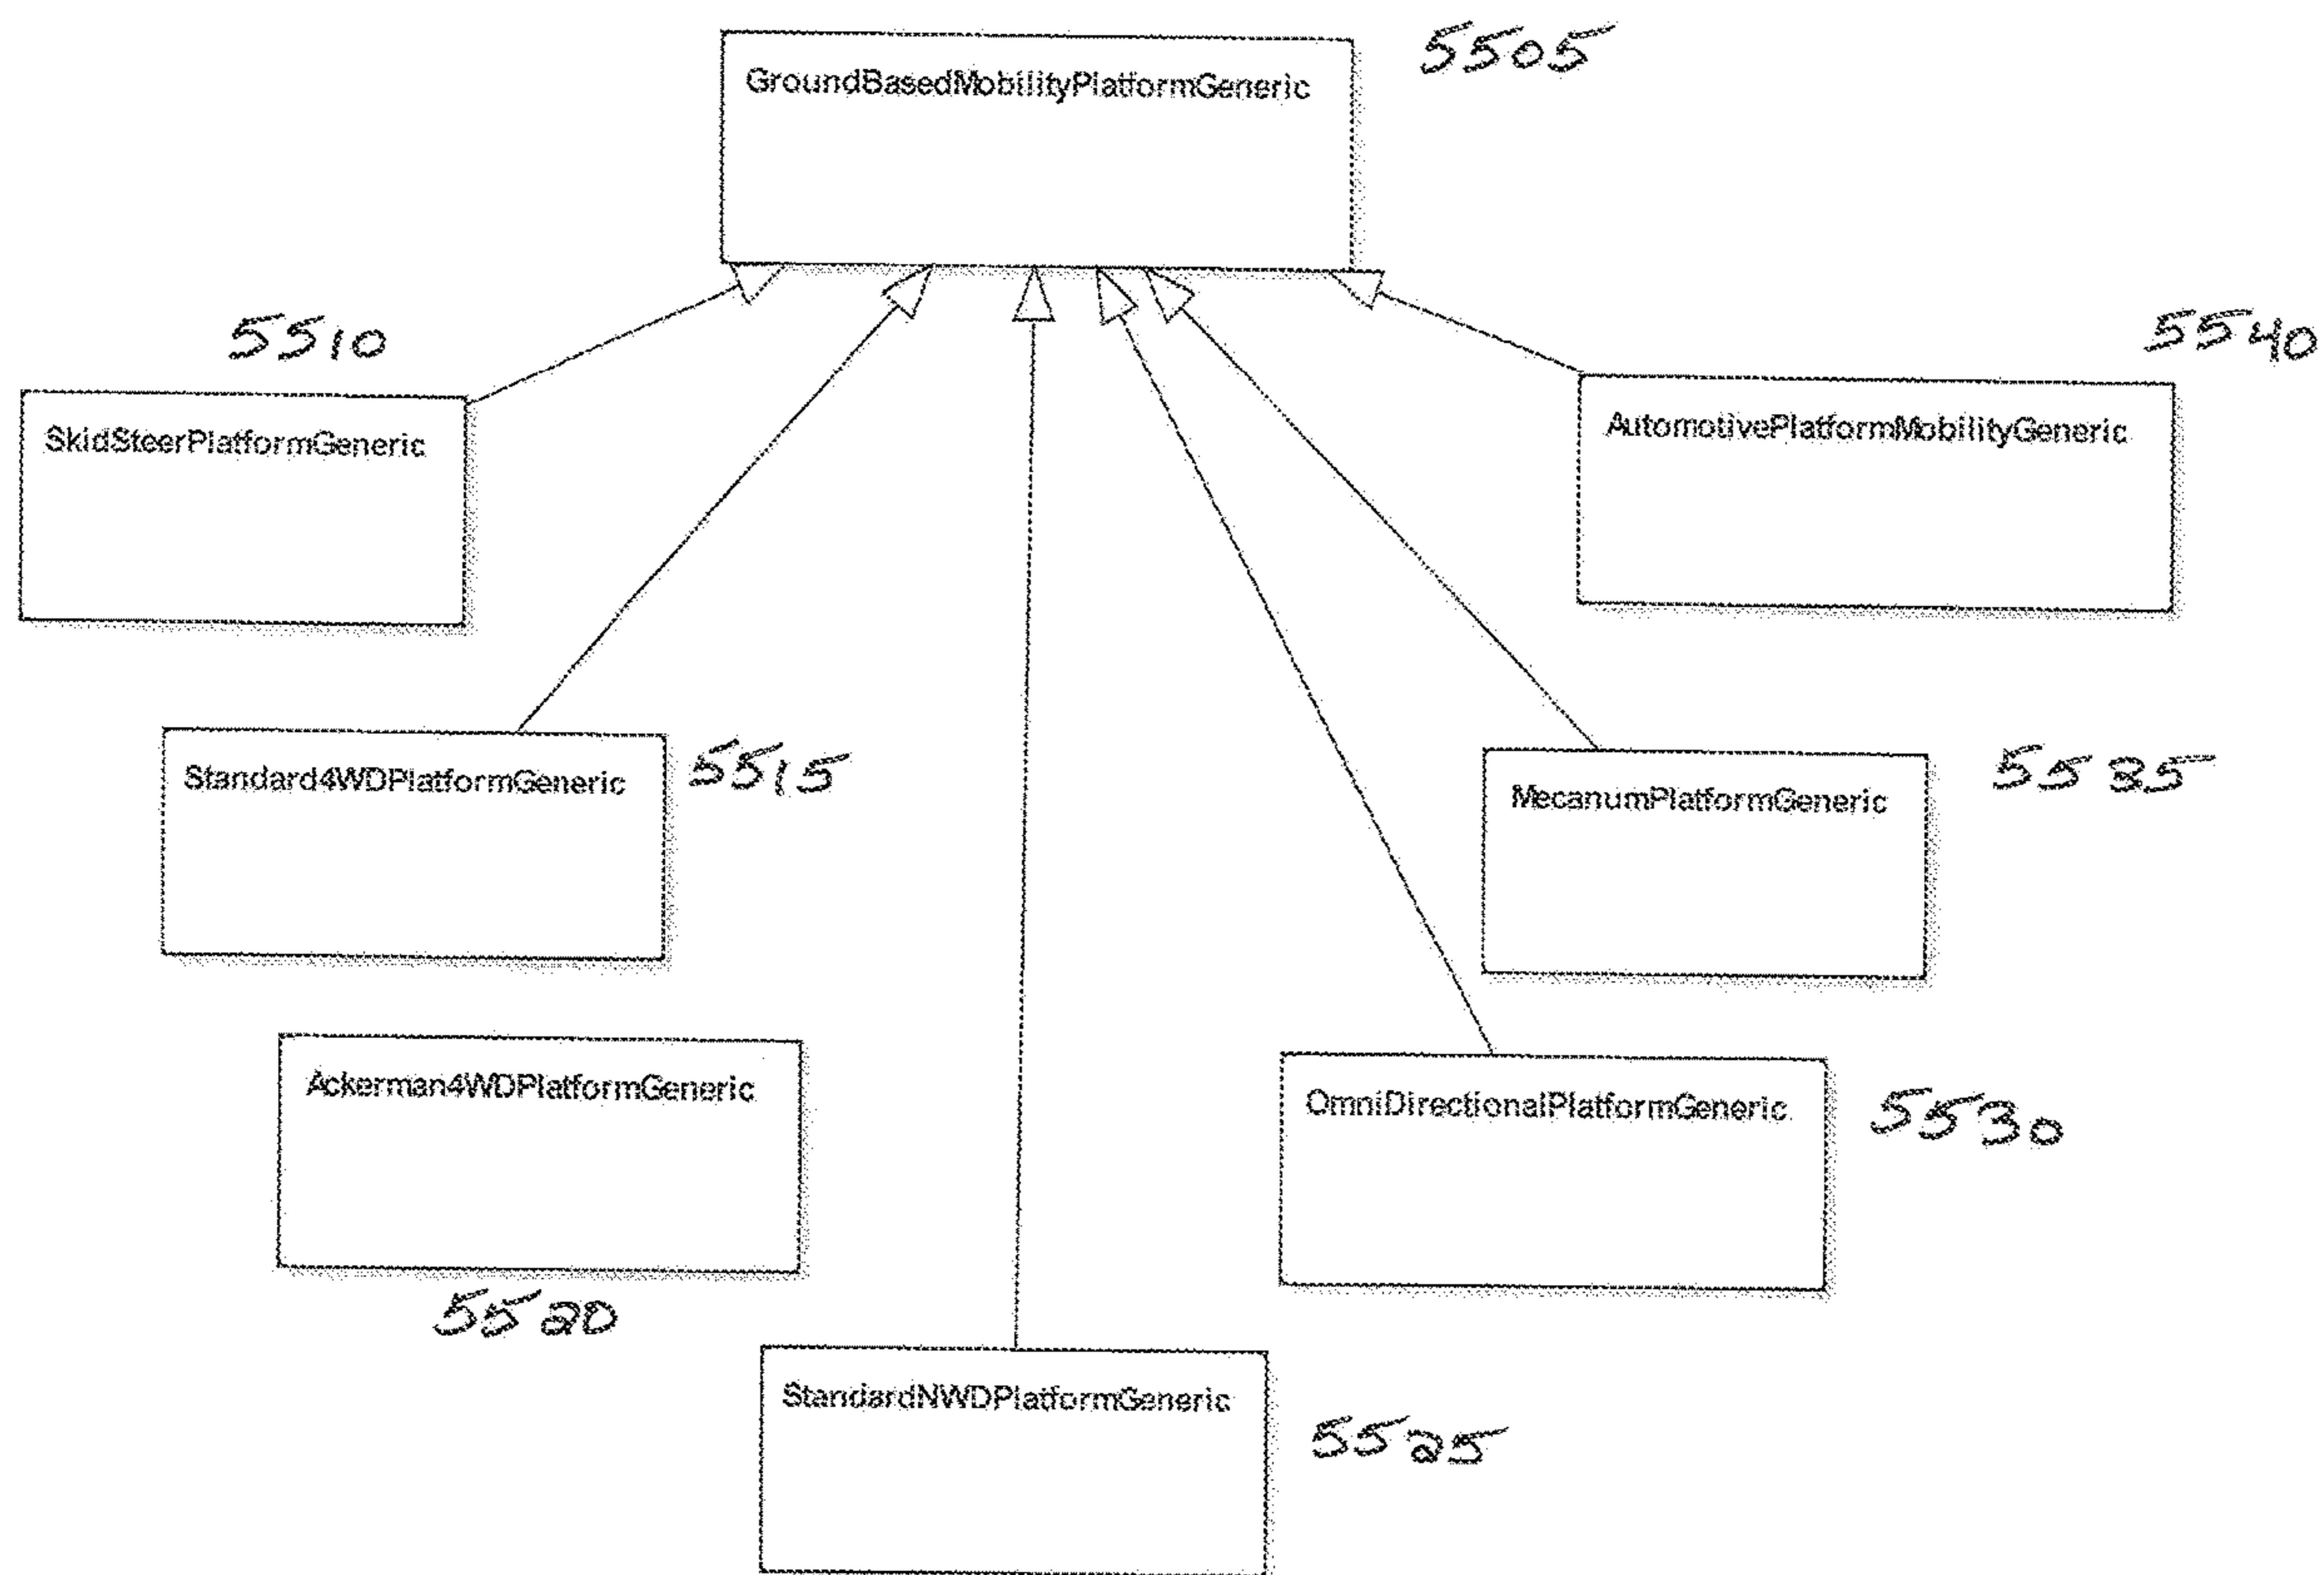 GroundBasedMobilityPlatformGeneric
5505
5510
5540
SkidSteerPlatformGeneric
AutomotivePlatformMobilityGeneric
Standard4WDPlatformGeneric
5515
MecanumPlatformGeneric
5535
Ackerman4WDPlatformGeneric
OmniDirectionalPlatformGeneric
5530
5520
StandardNWDPlatformGeneric
5525